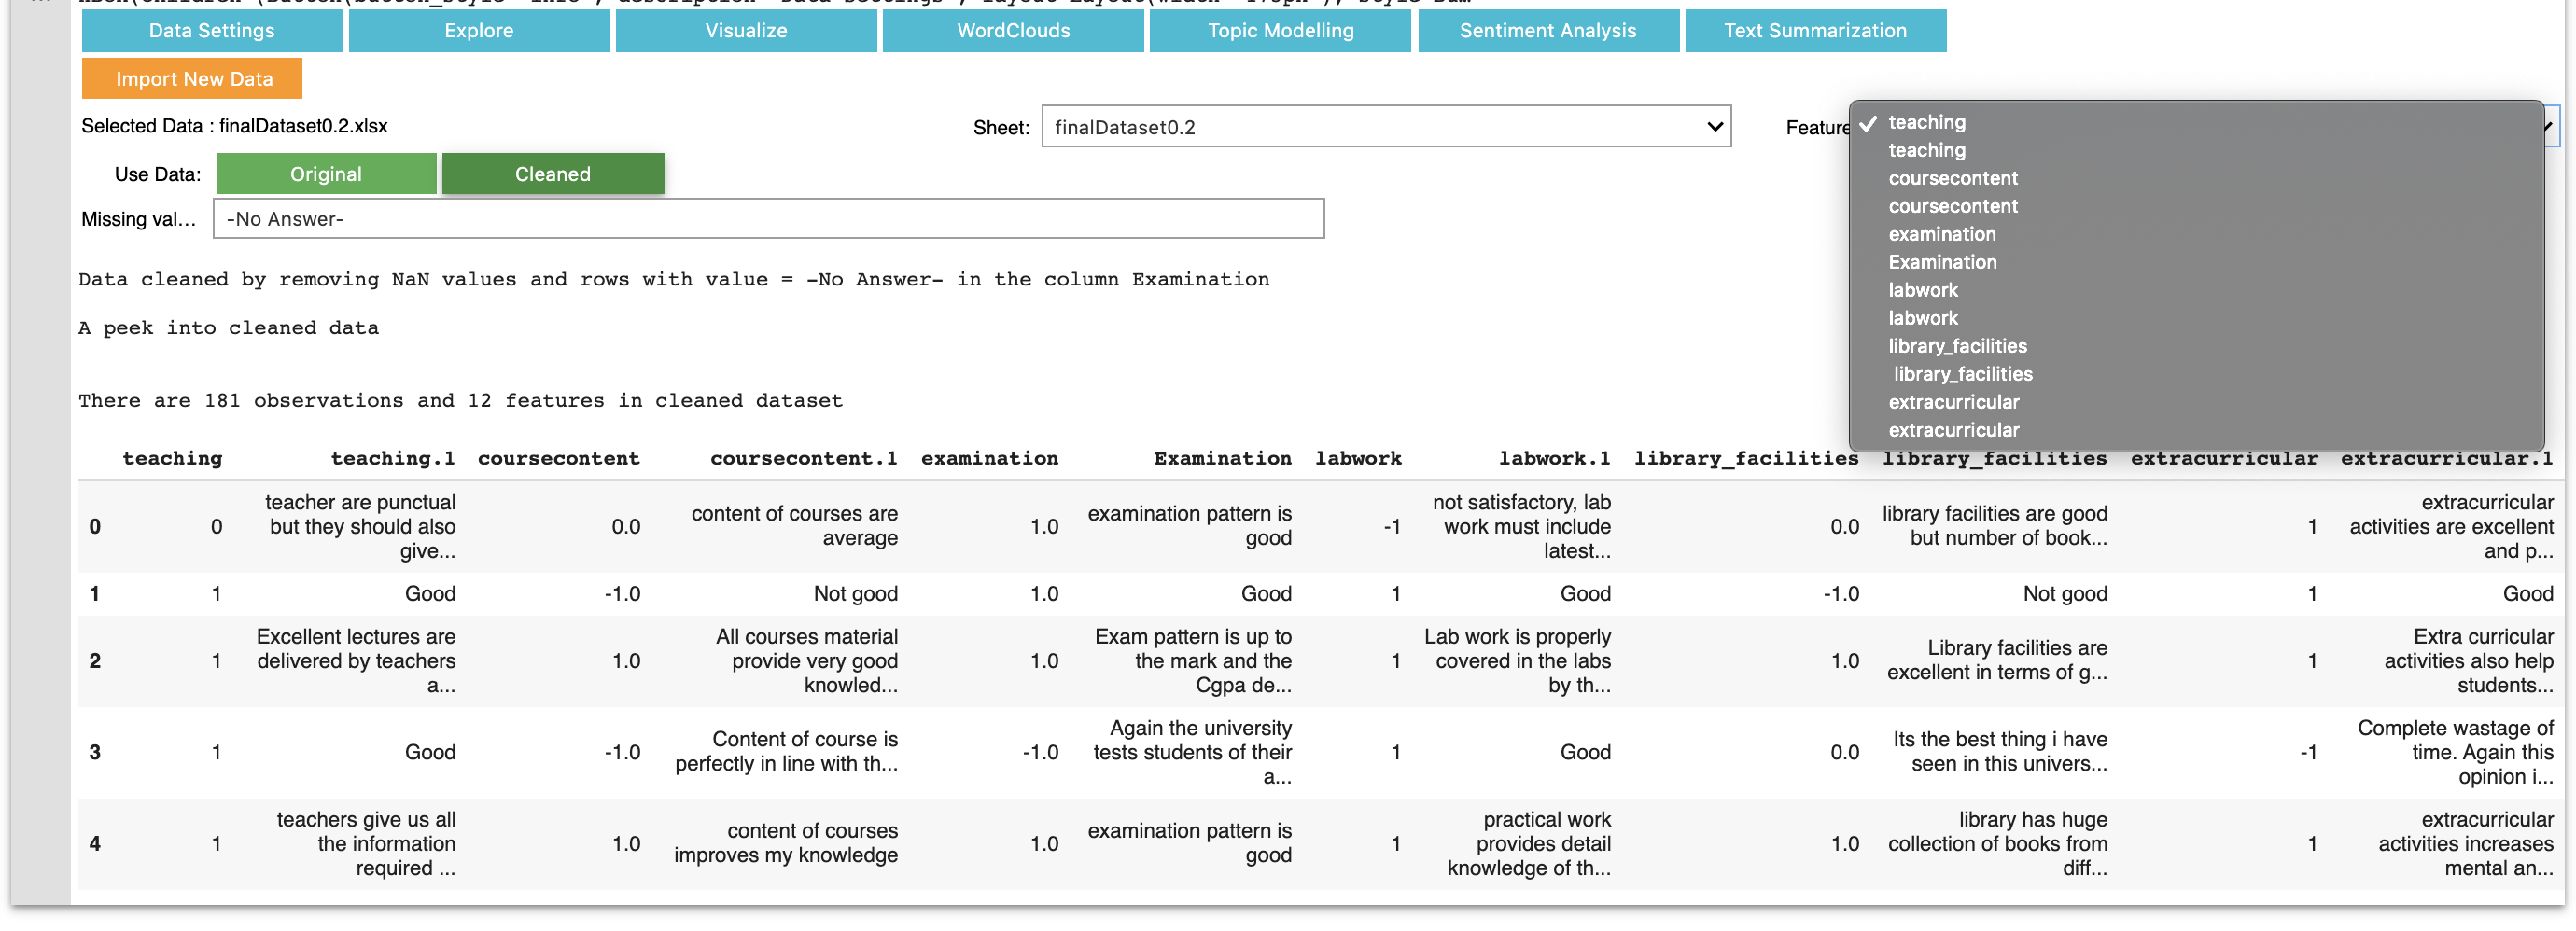 Data Settings Explore Visualize WordClouds Topic Modelling Sentiment Analysis Text Summarization
Import New Data
Selected Data : finalDataset0.2.xlsx Sheet: finalDataset0.2 Feature
✓ teaching
teaching
coursecontent
coursecontent
examination
Examination
labwork
labwork
library_facilities
library_facilities
extracurricular
extracurricular
Use Data: Original Cleaned
Missing val... -No Answer-
Data cleaned by removing NaN values and rows with value = -No Answer- in the column Examination
A peek into cleaned data
There are 181 observations and 12 features in cleaned dataset
teaching teaching.1 coursecontent coursecontent.1 examination Examination labwork labwork.1 library_facilities library_facilities extracurricular extracurricular.1
0 0 teacher are punctual but they should also give... 0.0 content of courses are average 1.0 examination pattern is good -1 not satisfactory, lab work must include latest... 0.0 library facilities are good but number of book... 1 extracurricular activities are excellent and p...
1 1 Good -1.0 Not good 1.0 Good 1 Good -1.0 Not good 1 Good
2 1 Excellent lectures are delivered by teachers a... 1.0 All courses material provide very good knowled... 1.0 Exam pattern is up to the mark and the Cgpa de... 1 Lab work is properly covered in the labs by th... 1.0 Library facilities are excellent in terms of g... 1 Extra curricular activities also help students...
3 1 Good -1.0 Content of course is perfectly in line with th... -1.0 Again the university tests students of their a... 1 Good 0.0 Its the best thing i have seen in this univers... -1 Complete wastage of time. Again this opinion i...
4 1 teachers give us all the information required ... 1.0 content of courses improves my knowledge 1.0 examination pattern is good 1 practical work provides detail knowledge of th... 1.0 library has huge collection of books from diff... 1 extracurricular activities increases mental an...